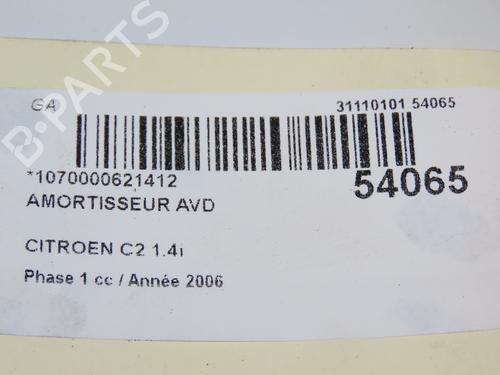 GA 31110101 54065
B-PARTS
*1070000621412
54065
AMORTISSEUR AVD
CITROEN C2 1.4i
Phase 1 cc / Année 2006